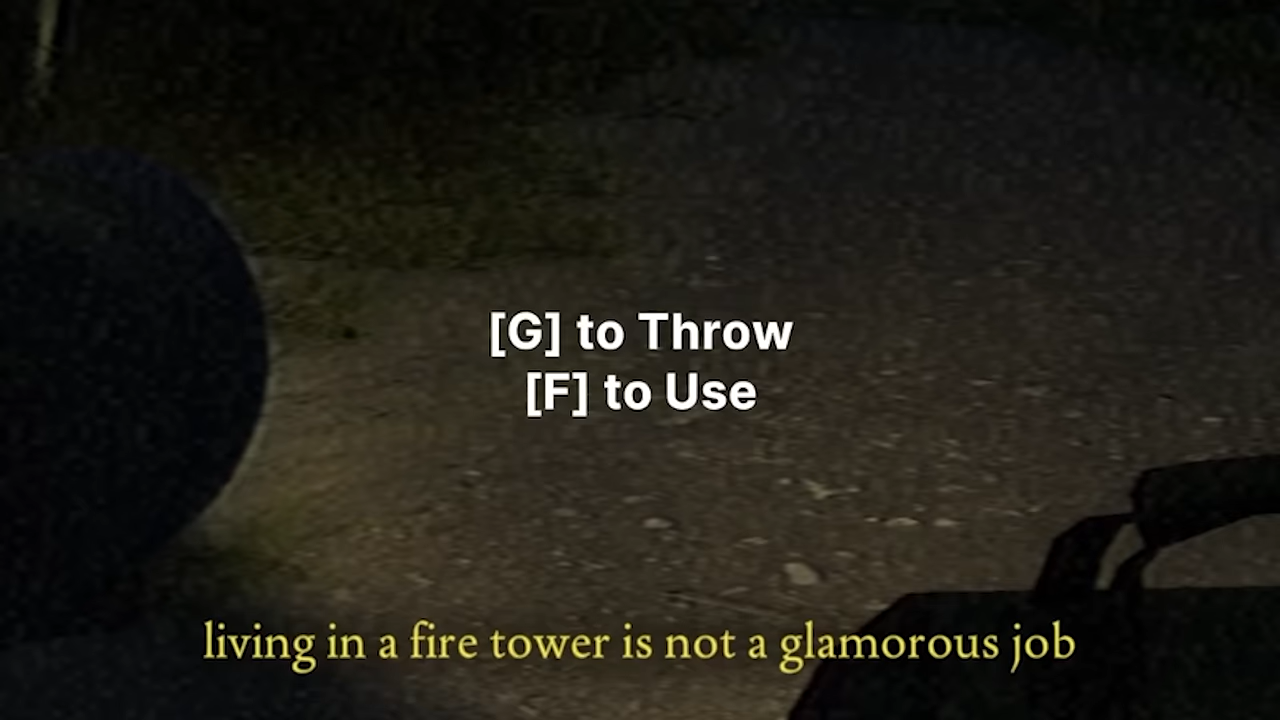 [G] to Throw
[F] to Use
living in a fire tower is not a glamorous job